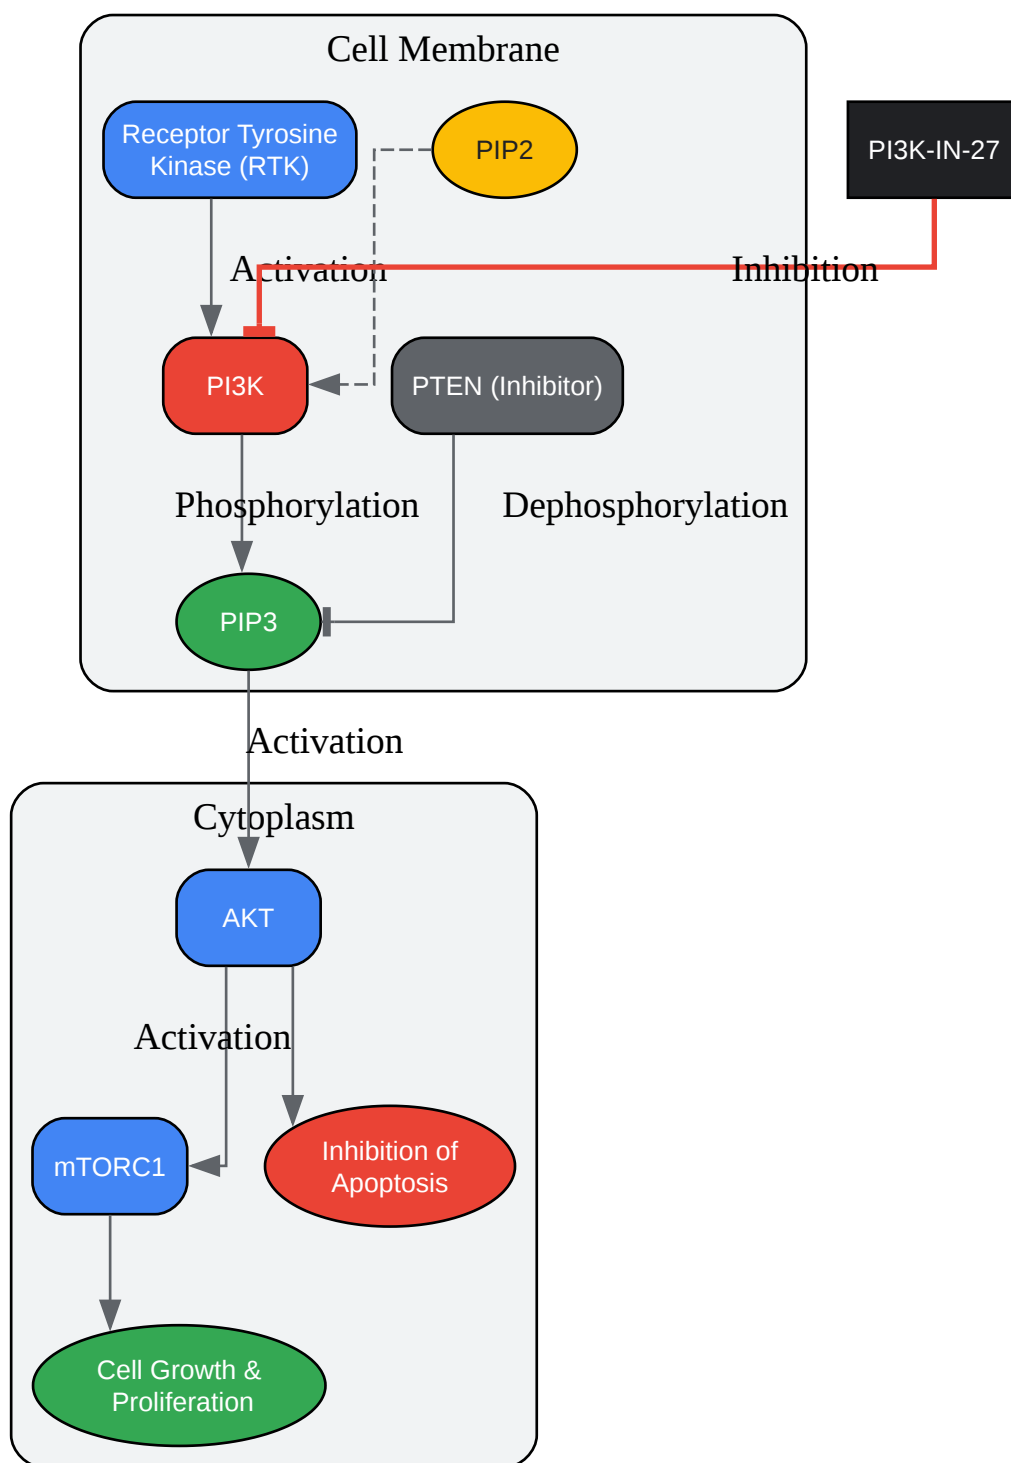 Cell Membrane
Receptor Tyrosine
Kinase (RTK)
PIP2
PI3K-IN-27
Activation
Inhibition
PI3K
PTEN (Inhibitor)
Phosphorylation
Dephosphorylation
PIP3
Activation
Cytoplasm
AKT
Activation
mTORC1
Inhibition of
Apoptosis
Cell Growth &
Proliferation